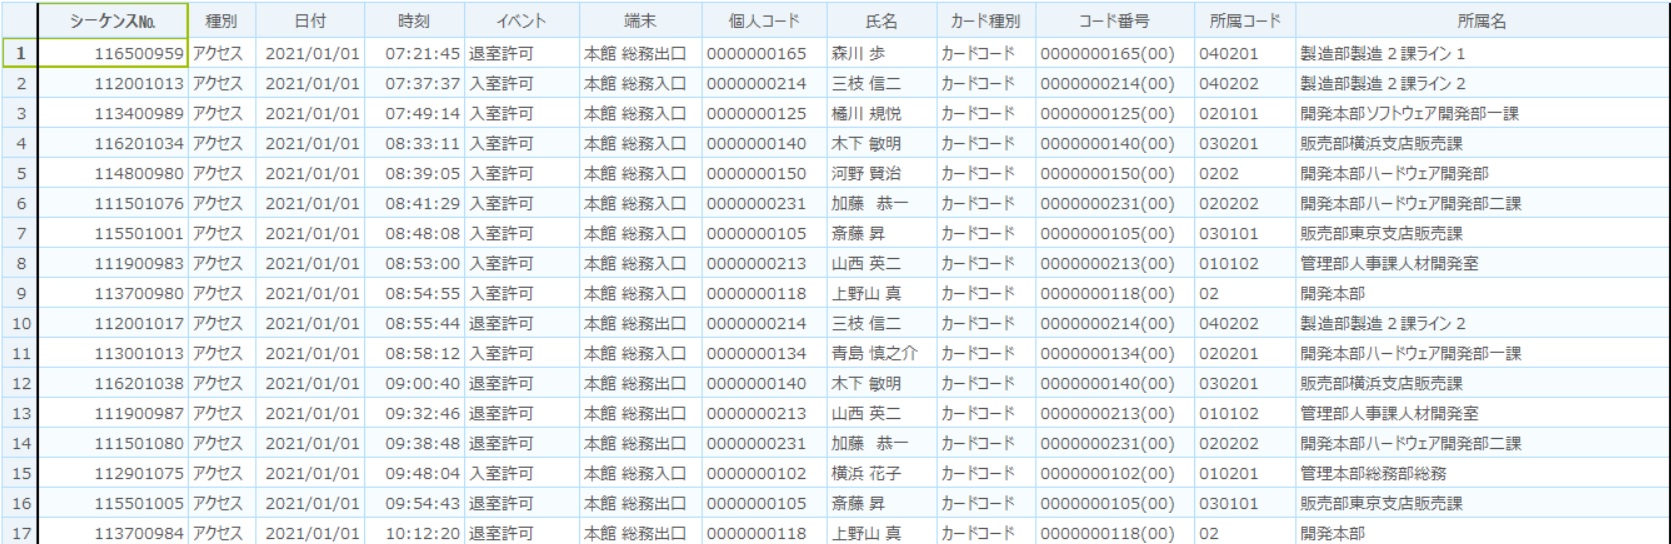 シーケンスNo. 種別 日付 時刻 イベント 端末 個人コード 氏名 カード種別 コード番号 所属コード 所属名
1 116500959 アクセス 2021/01/01 07:21:45 退室許可 本館 総務出口 0000000165 森川 歩 カードコード 0000000165(00) 040201 製造部製造２課ライン１
2 112001013 アクセス 2021/01/01 07:37:37 入室許可 本館 総務入口 0000000214 三枝 信二 カードコード 0000000214(00) 040202 製造部製造２課ライン２
3 113400989 アクセス 2021/01/01 07:49:14 入室許可 本館 総務入口 0000000125 橘川 規悦 カードコード 0000000125(00) 020101 開発本部ソフトウェア開発部一課
4 116201034 アクセス 2021/01/01 08:33:11 入室許可 本館 総務入口 0000000140 木下 敏明 カードコード 0000000140(00) 030201 販売部横浜支店販売課
5 114800980 アクセス 2021/01/01 08:39:05 入室許可 本館 総務入口 0000000150 河野 賢治 カードコード 0000000150(00) 0202 開発本部ハードウェア開発部
6 111501076 アクセス 2021/01/01 08:41:29 入室許可 本館 総務入口 0000000231 加藤　恭一 カードコード 0000000231(00) 020202 開発本部ハードウェア開発部二課
7 115501001 アクセス 2021/01/01 08:48:08 入室許可 本館 総務入口 0000000105 斎藤 昇 カードコード 0000000105(00) 030101 販売部東京支店販売課
8 111900983 アクセス 2021/01/01 08:53:00 入室許可 本館 総務入口 0000000213 山西 英二 カードコード 0000000213(00) 010102 管理部人事課人材開発室
9 113700980 アクセス 2021/01/01 08:54:55 入室許可 本館 総務入口 0000000118 上野山 真 カードコード 0000000118(00) 02 開発本部
10 112001017 アクセス 2021/01/01 08:55:44 退室許可 本館 総務出口 0000000214 三枝 信二 カードコード 0000000214(00) 040202 製造部製造２課ライン２
11 113001013 アクセス 2021/01/01 08:58:12 入室許可 本館 総務入口 0000000134 青島 慎之介 カードコード 0000000134(00) 020201 開発本部ハードウェア開発部一課
12 116201038 アクセス 2021/01/01 09:00:40 退室許可 本館 総務出口 0000000140 木下 敏明 カードコード 0000000140(00) 030201 販売部横浜支店販売課
13 111900987 アクセス 2021/01/01 09:32:46 退室許可 本館 総務出口 0000000213 山西 英二 カードコード 0000000213(00) 010102 管理部人事課人材開発室
14 111501080 アクセス 2021/01/01 09:38:48 退室許可 本館 総務出口 0000000231 加藤　恭一 カードコード 0000000231(00) 020202 開発本部ハードウェア開発部二課
15 112901075 アクセス 2021/01/01 09:48:04 入室許可 本館 総務入口 0000000102 横浜 花子 カードコード 0000000102(00) 010201 管理本部総務部総務
16 115501005 アクセス 2021/01/01 09:54:43 退室許可 本館 総務出口 0000000105 斎藤 昇 カードコード 0000000105(00) 030101 販売部東京支店販売課
17 113700984 アクセス 2021/01/01 10:12:20 退室許可 本館 総務出口 0000000118 上野山 真 カードコード 0000000118(00) 02 開発本部